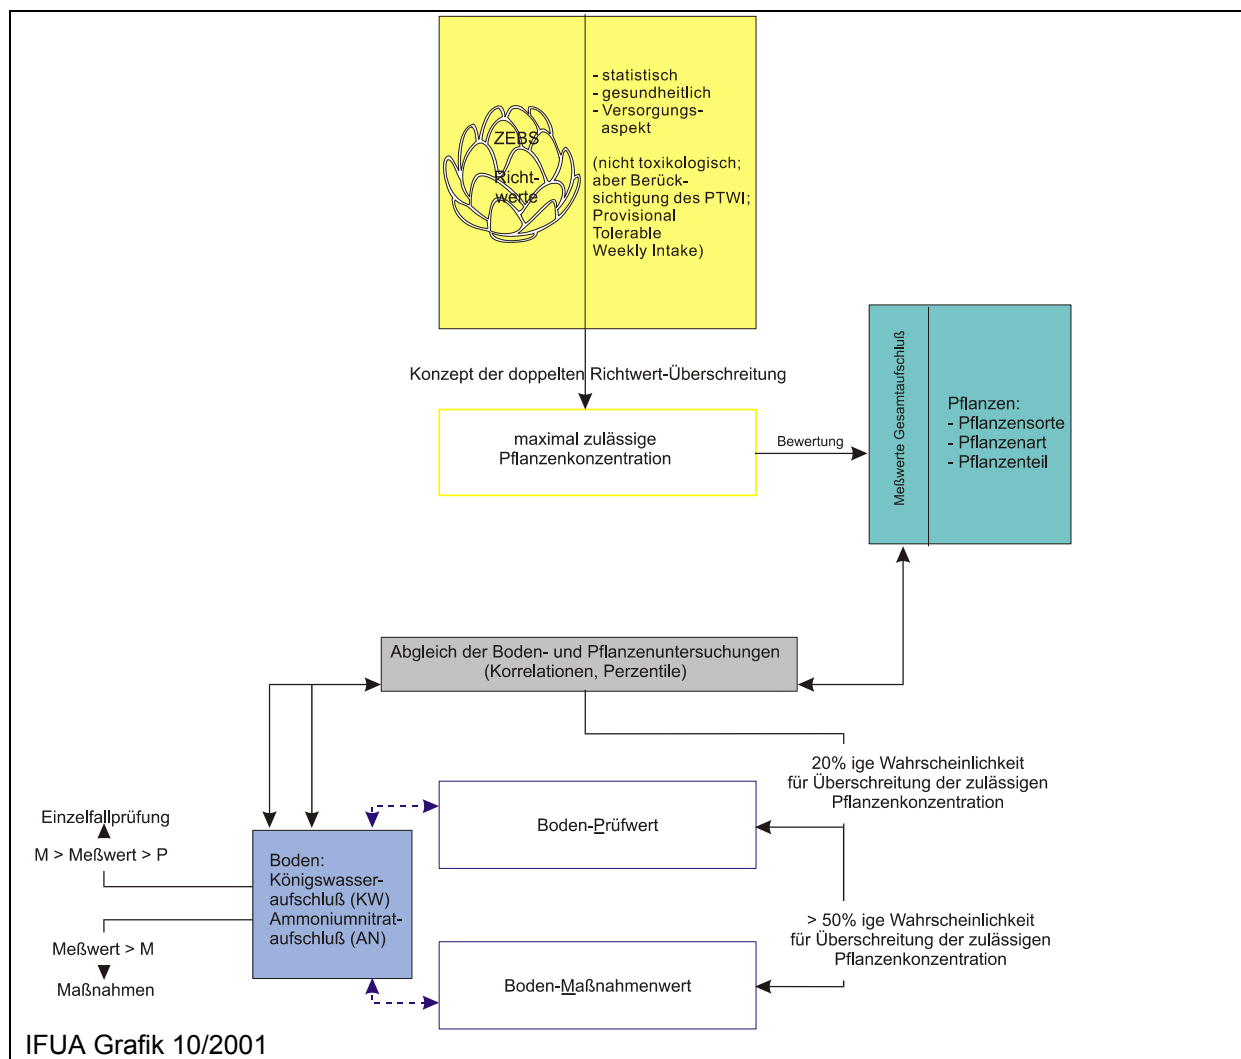 ZEBS
Richt-
werte
- statistisch
- gesundheitlich
- Versorgungs-
aspekt
(nicht toxikologisch;
aber Berück-
sichtigung des PTWI;
Provisional
Tolerable
Weekly Intake)
Konzept der doppelten Richtwert-Überschreitung
maximal zulässige
Pflanzenkonzentration
Bewertung
Meßwerte Gesamtaufschluß
Pflanzen:
- Pflanzensorte
- Pflanzenart
- Pflanzenteil
Abgleich der Boden- und Pflanzenuntersuchungen
(Korrelationen, Perzentile)
20% ige Wahrscheinlichkeit
für Überschreitung der zulässigen
Pflanzenkonzentration
Einzelfallprüfung
M > Meßwert > P
Boden:
Königswasser-
aufschluß (KW)
Ammoniumnitrat-
aufschluß (AN)
Boden-Prüfwert
Meßwert > M
Maßnahmen
> 50% ige Wahrscheinlichkeit
für Überschreitung der zulässigen
Pflanzenkonzentration
Boden-Maßnahmenwert
IFUA Grafik 10/2001